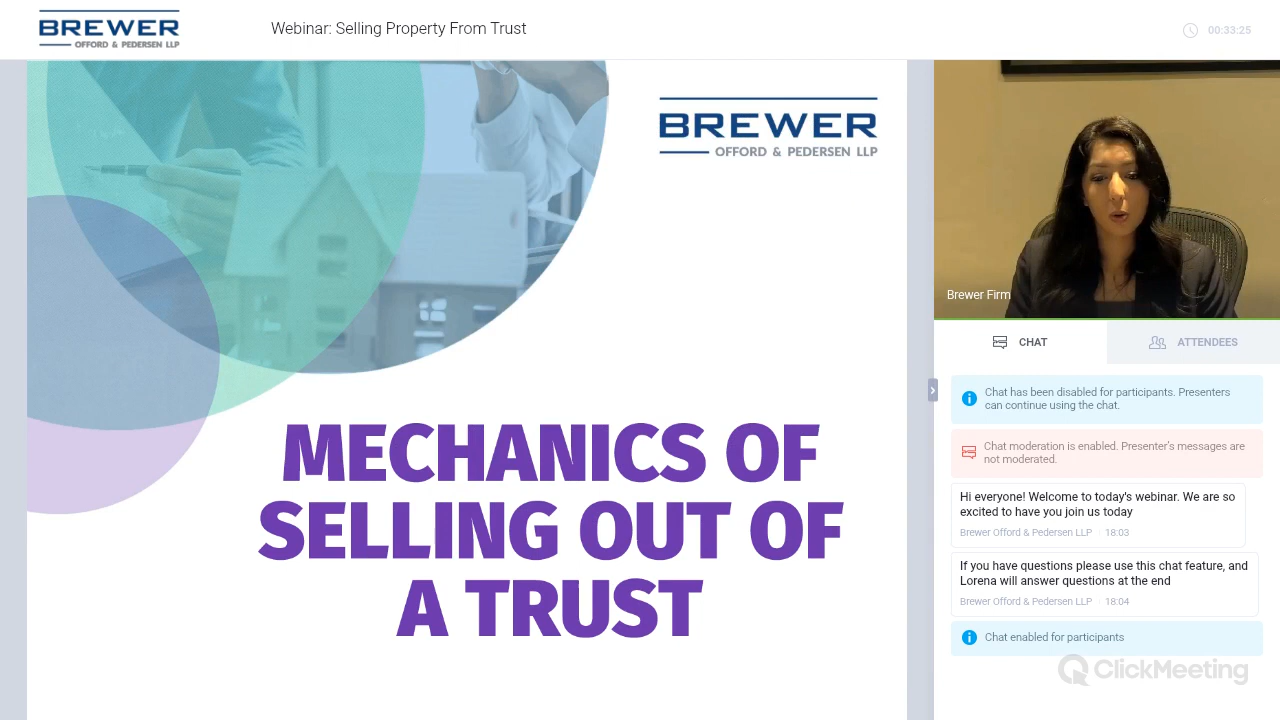 BREWER
OFFORD & PEDERSEN LLP
Webinar: Selling Property From Trust
00:33:25
BREWER
OFFORD & PEDERSEN LLP
MECHANICS OF
SELLING OUT OF
A TRUST
Brewer Firm
CHAT
ATTENDEES
Chat has been disabled for participants. Presenters
can continue using the chat.
Chat moderation is enabled. Presenter's messages are
not moderated.
Hi everyone! Welcome to today's webinar. We are so
excited to have you join us today
Brewer Offord & Pedersen LLP 18:03
If you have questions please use this chat feature, and
Lorena will answer questions at the end
Brewer Offord & Pedersen LLP 18:04
Chat enabled for participants
ClickMeeting